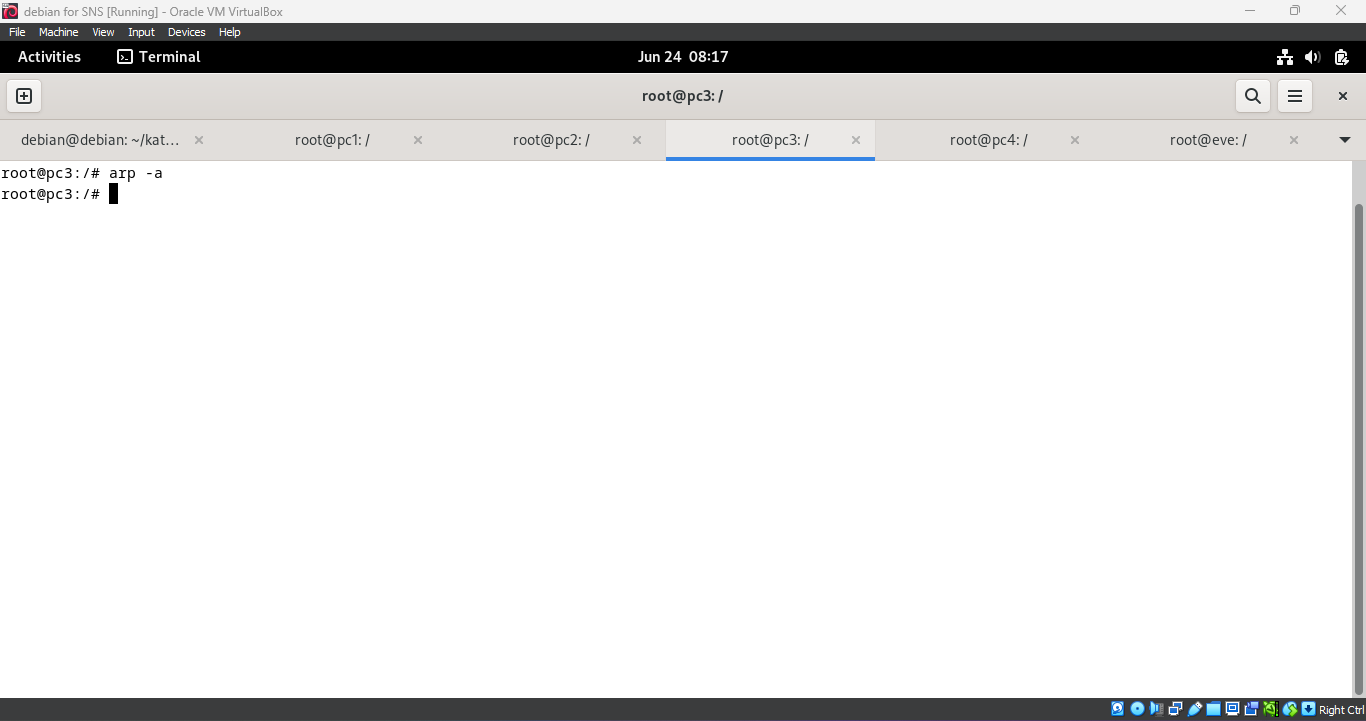 debian for SNS [Running] - Oracle VM VirtualBox
File Machine View Input Devices Help
Activities Terminal Jun 24 08:17
root@pc3: /
debian@debian: ~/kat... root@pc1: / root@pc2: / root@pc3: / root@pc4: / root@eve: /
root@pc3:/# arp -a
root@pc3:/#
Right Ctrl